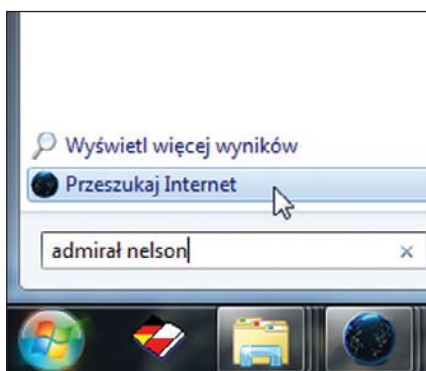 Wyświetl więcej wyników
Przeszukaj Internet
admirał nelson